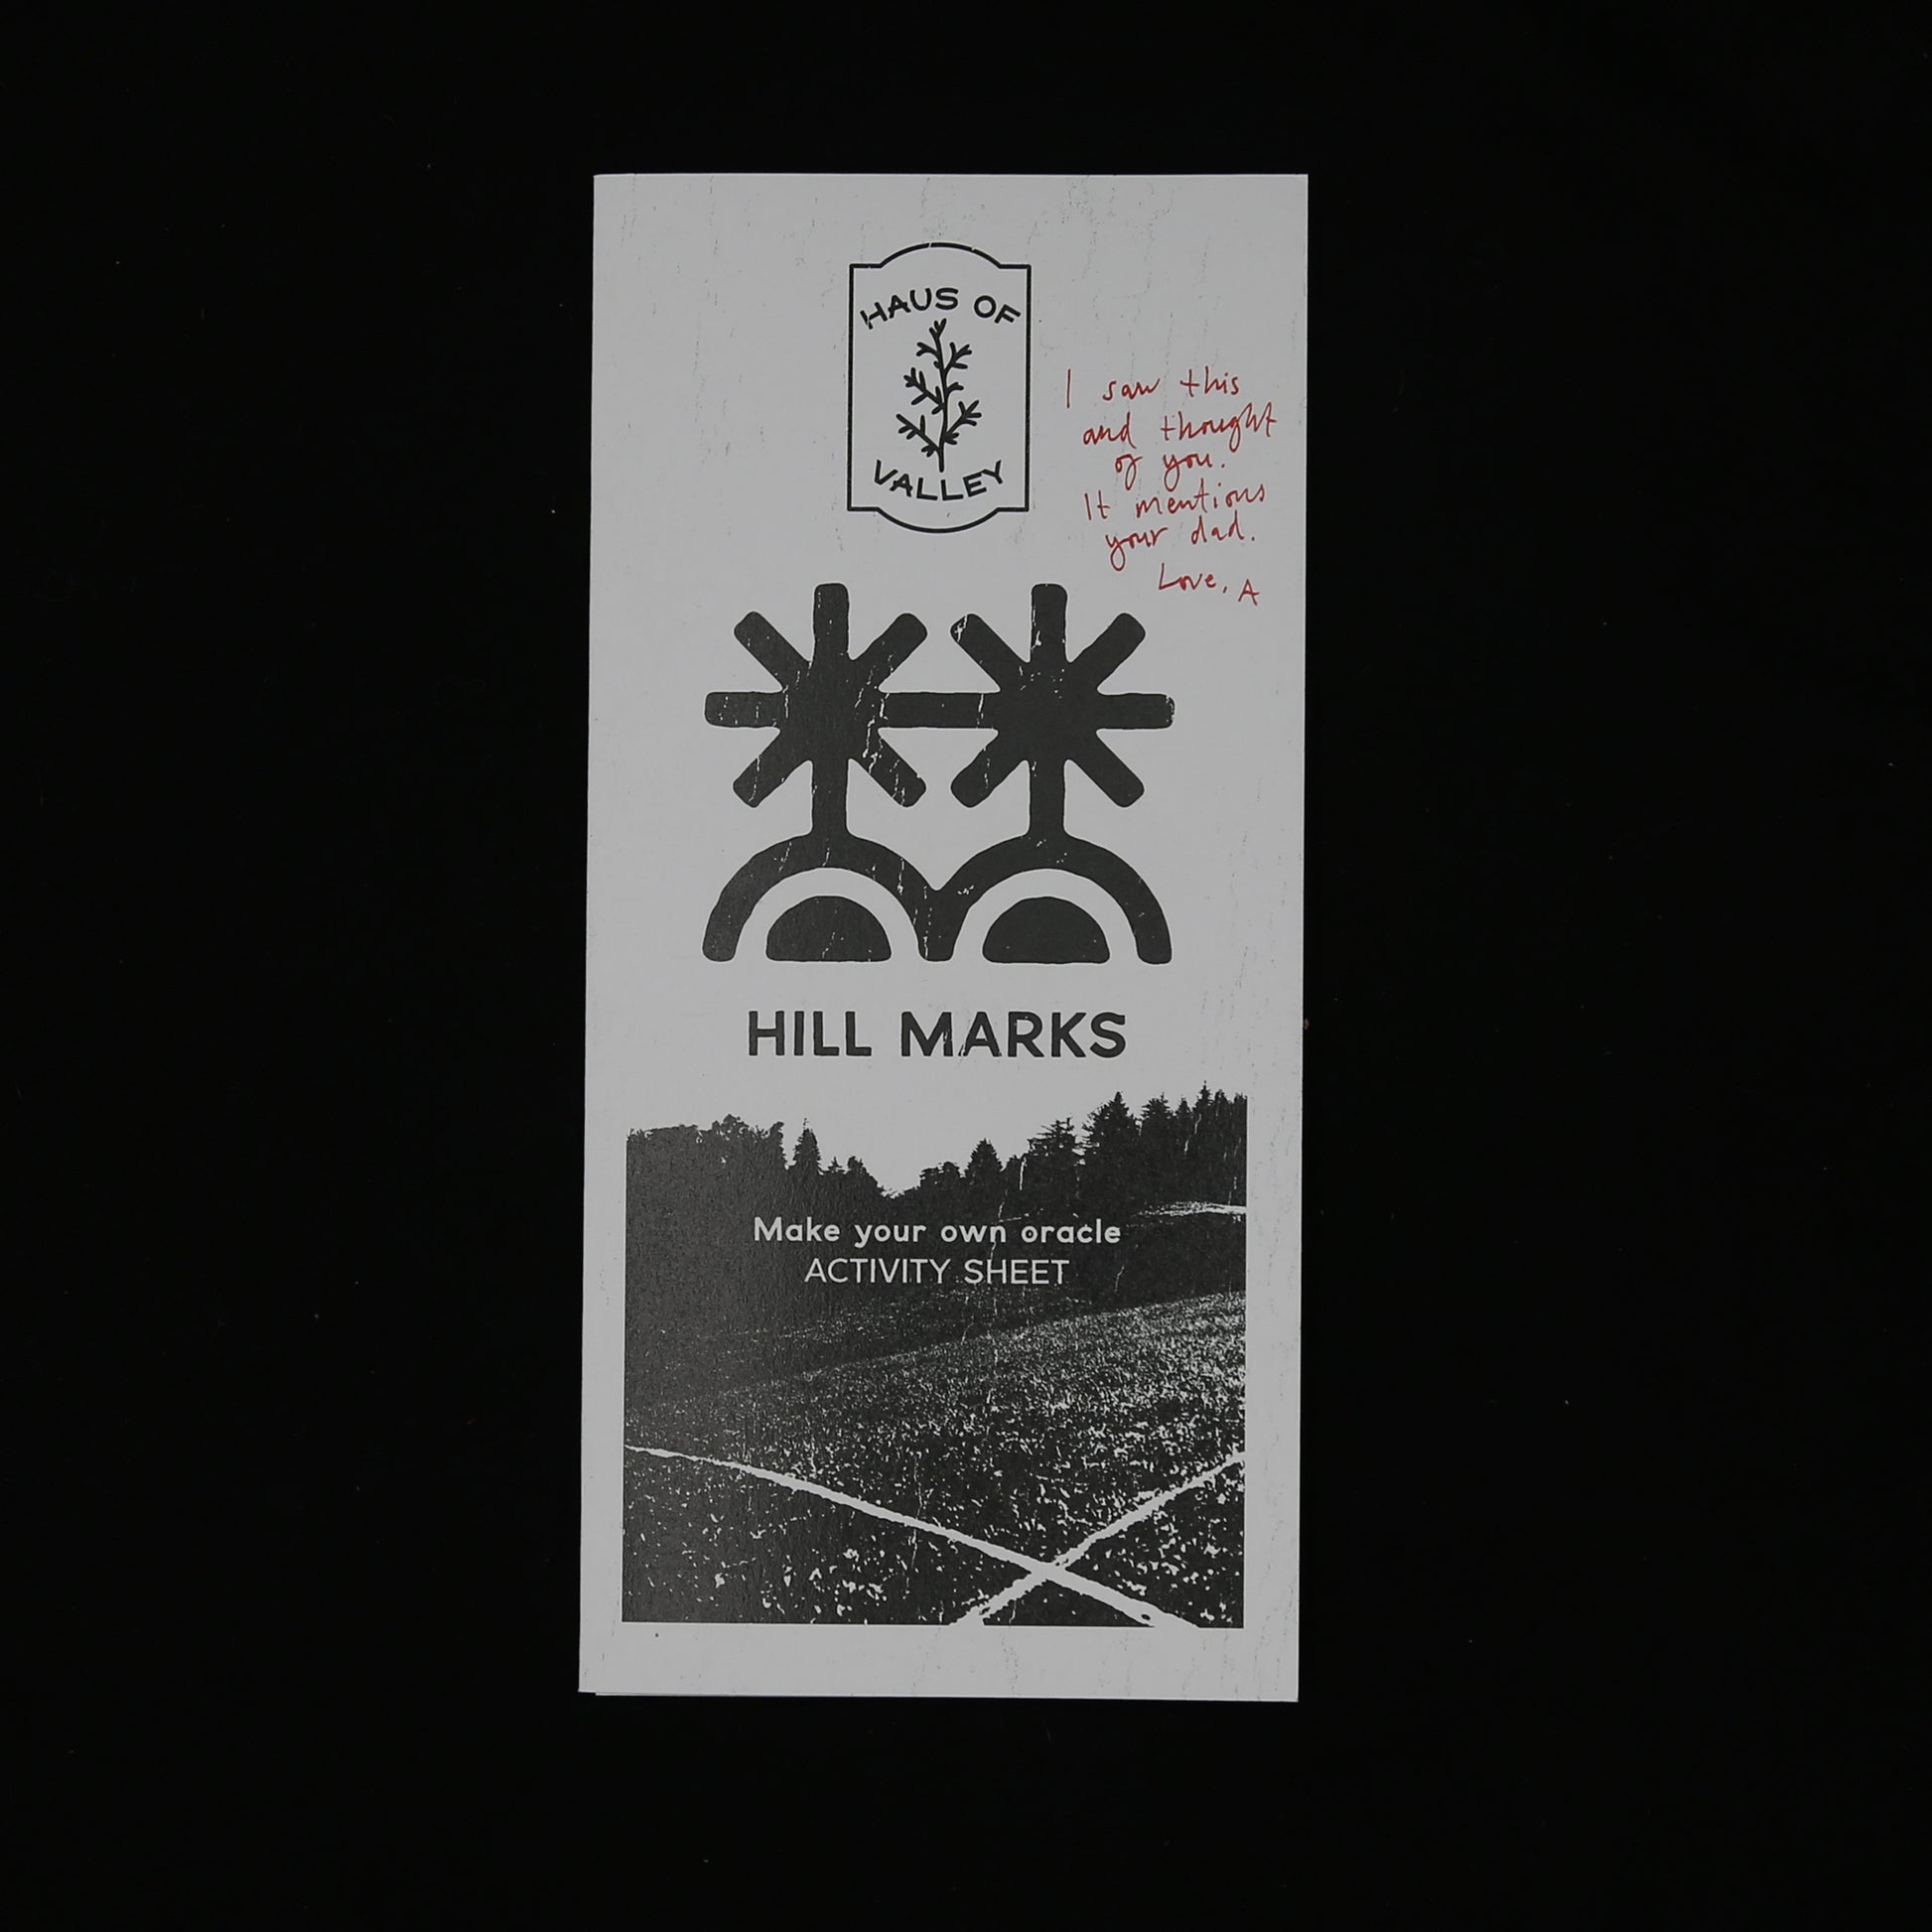 HAUS OF
VALLEY
I saw this
and thought
of you.
It mentions
your dad.
Love, A
HILL MARKS
Make your own oracle
ACTIVITY SHEET